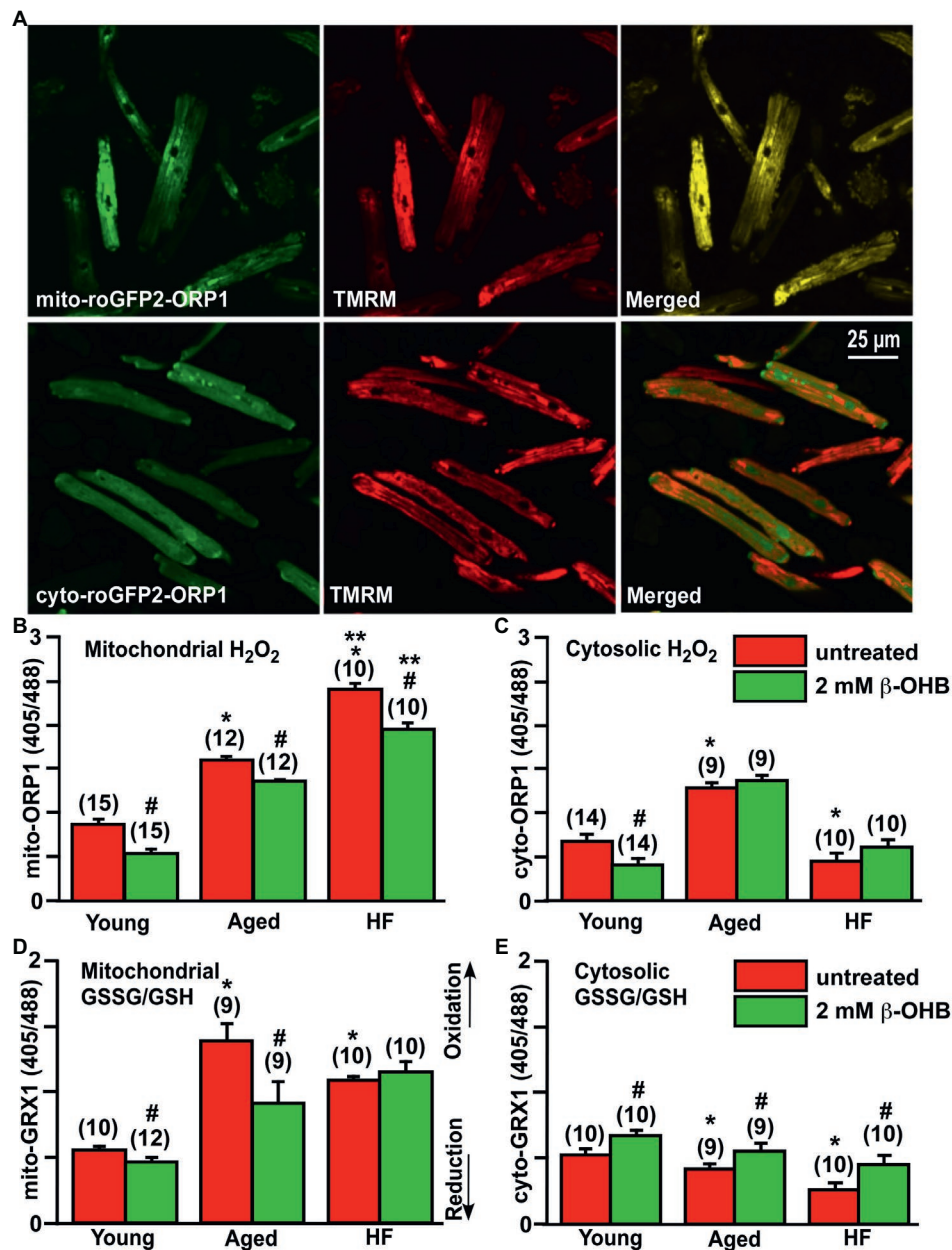 A
mito-roGFP2-ORP1
TMRM
Merged
25 µm
cyto-roGFP2-ORP1
TMRM
Merged
B
Mitochondrial H₂O₂
mito-ORP1 (405/488)
3
0
(15)
#
(15)
*
(12)
#
(12)
**
*
(10)
**
#
(10)
Young
Aged
HF
C
Cytosolic H₂O₂
untreated
2 mM β-OHB
cyto-ORP1 (405/488)
3
0
(14)
#
(14)
*
(9)
(9)
*
(10)
(10)
Young
Aged
HF
D
Mitochondrial
GSSG/GSH
mito-GRX1 (405/488)
2
0
(10)
#
(12)
*
(9)
#
(9)
*
(10)
(10)
Oxidation
Reduction
Young
Aged
HF
E
Cytosolic
GSSG/GSH
untreated
2 mM β-OHB
cyto-GRX1 (405/488)
2
0
(10)
#
(10)
*
(9)
#
(9)
*
(10)
#
(10)
Young
Aged
HF